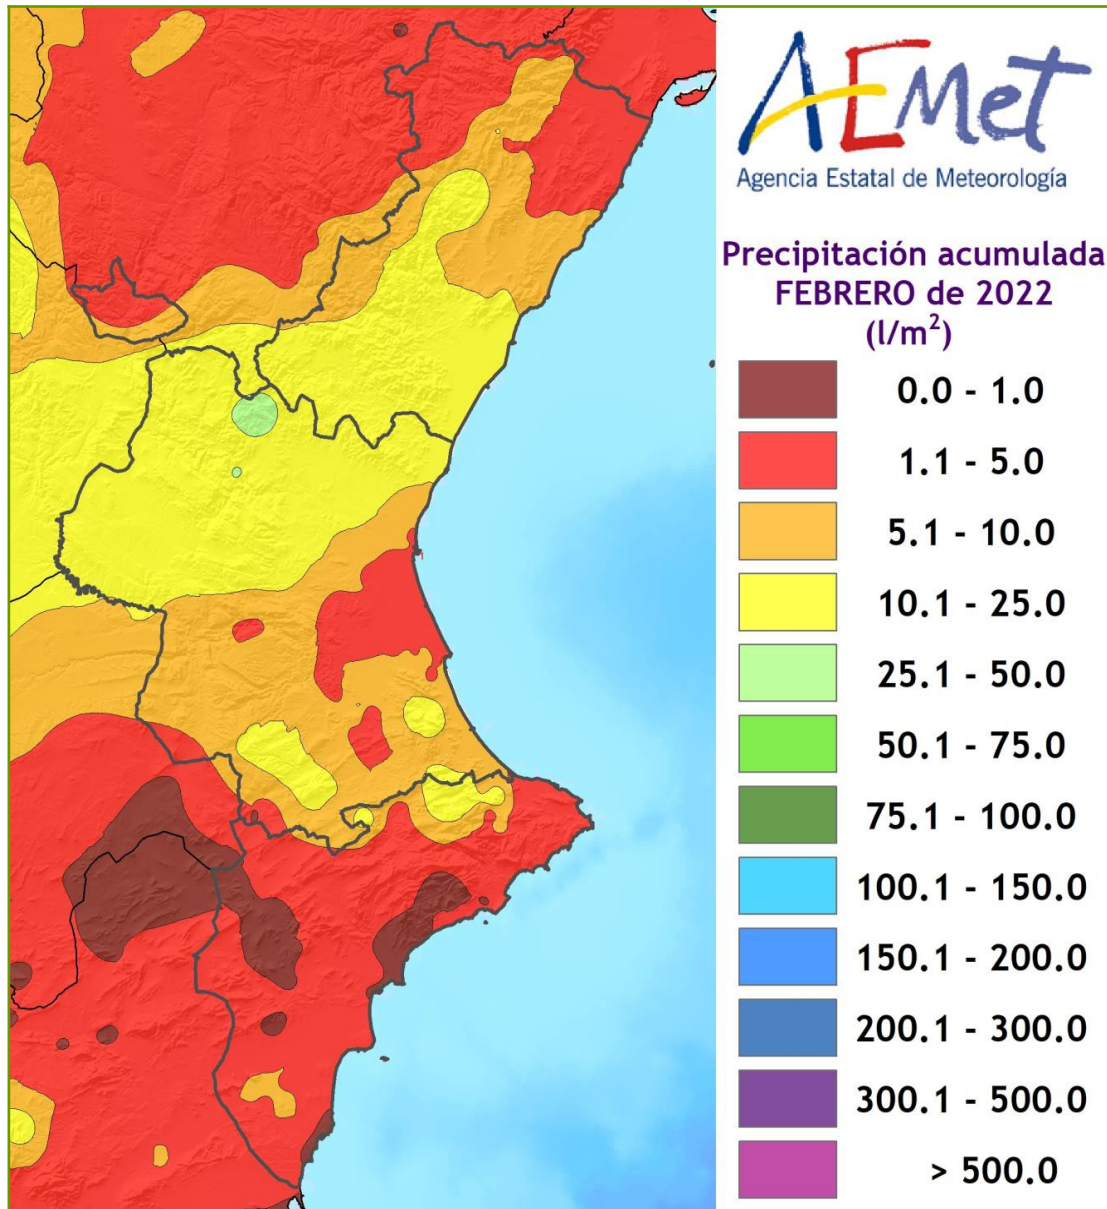 AEMet
Agencia Estatal de Meteorología
Precipitación acumulada
FEBRERO de 2022
(l/m²)
0.0 - 1.0
1.1 - 5.0
5.1 - 10.0
10.1 - 25.0
25.1 - 50.0
50.1 - 75.0
75.1 - 100.0
100.1 - 150.0
150.1 - 200.0
200.1 - 300.0
300.1 - 500.0
> 500.0